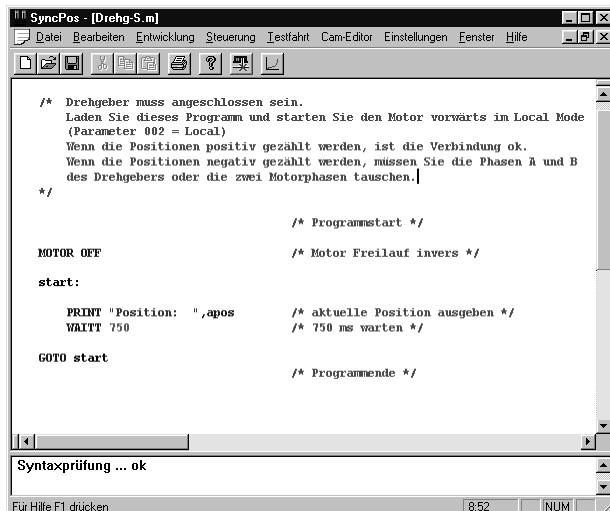 SyncPos - [Drehg-S.m]
Datei Bearbeiten Entwicklung Steuerung Testfahrt Cam-Editor Einstellungen Fenster Hilfe
/* Drehgeber muss angeschlossen sein.
Laden Sie dieses Programm und starten Sie den Motor vorwärts im Local Mode
(Parameter 002 = Local)
Wenn die Positionen positiv gezählt werden, ist die Verbindung ok.
Wenn die Positionen negativ gezählt werden, müssen Sie die Phasen A und B
des Drehgebers oder die zwei Motorphasen tauschen.
*/
/* Programmstart */
MOTOR OFF /* Motor Freilauf invers */
start:
PRINT "Position: ",apos /* aktuelle Position ausgeben */
WAITT 750 /* 750 ms warten */
GOTO start
/* Programmende */
Syntaxprüfung ... ok
Für Hilfe F1 drücken 8:52 NUM